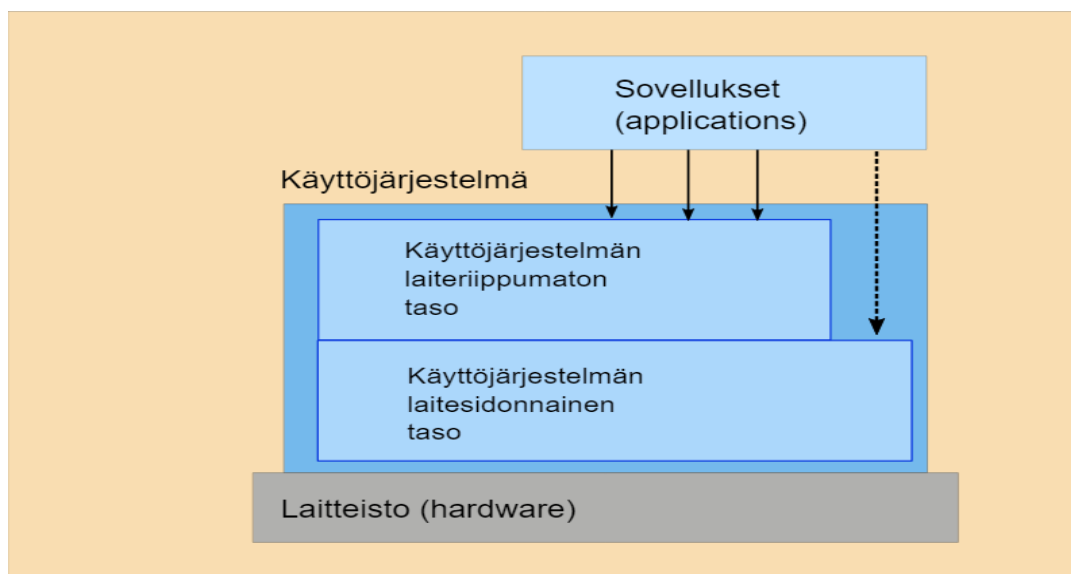 Sovellukset
(applications)
Käyttöjärjestelmä
Käyttöjärjestelmän
laiteriippumaton
taso
Käyttöjärjestelmän
laitesidonnainen
taso
Laitteisto (hardware)